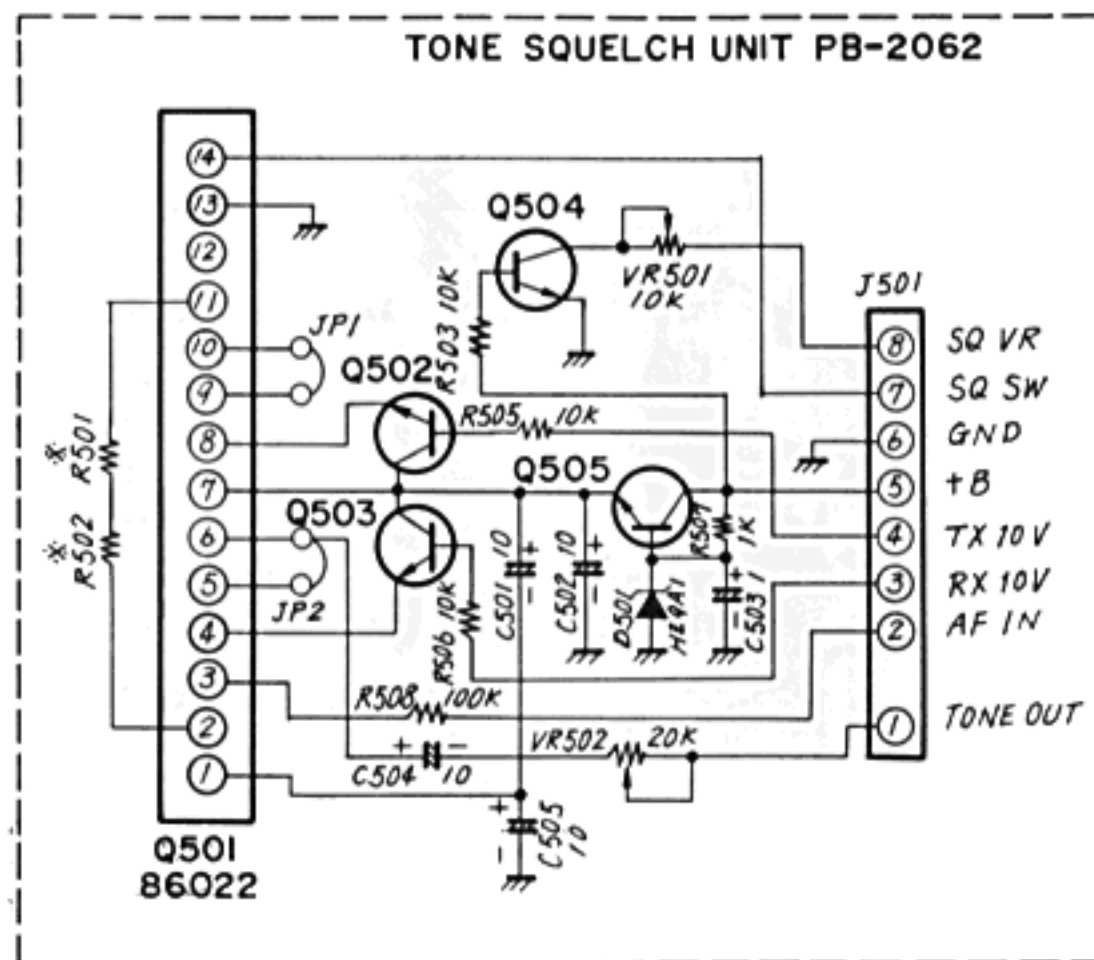 TONE SQUELCH UNIT PB-2062
14
13
12
11
10
9
8
7
6
5
4
3
2
1
Q501
86022
※ R501
※ R502
JP1
JP2
Q502
Q503
Q504
Q505
R503 10K
VR501
10K
R505 10K
R506 10K
R507
1K
C501 10
+
-
C502 10
+
-
D501
HZ9A1
C503 1
+
-
R508 100K
+ -
C504 10
VR502 20K
+
-
C505
10
J501
8 SQ VR
7 SQ SW
6 GND
5 +B
4 TX 10V
3 RX 10V
2 AF IN
1 TONE OUT